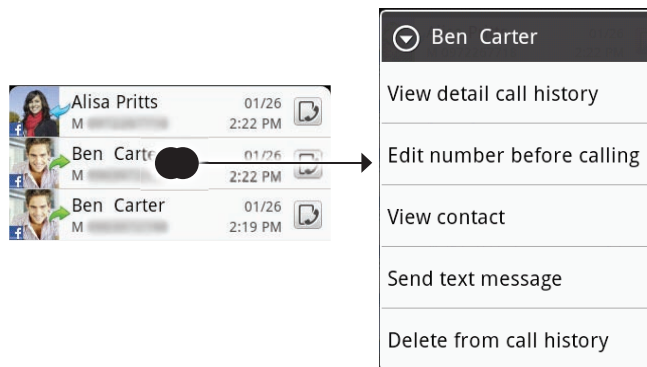 Alisa Pritts 01/26
M 2:22 PM
Ben Carte 01/26
M 2:22 PM
Ben Carter 01/26
M 2:19 PM
Ben Carter
View detail call history
Edit number before calling
View contact
Send text message
Delete from call history